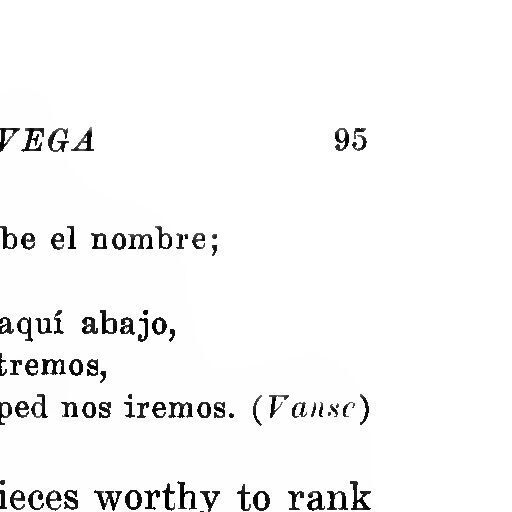 VEGA 95
be el nombre;
aquí abajo,
tremos,
ped nos iremos. (Vanse)
ieces worthy to rank